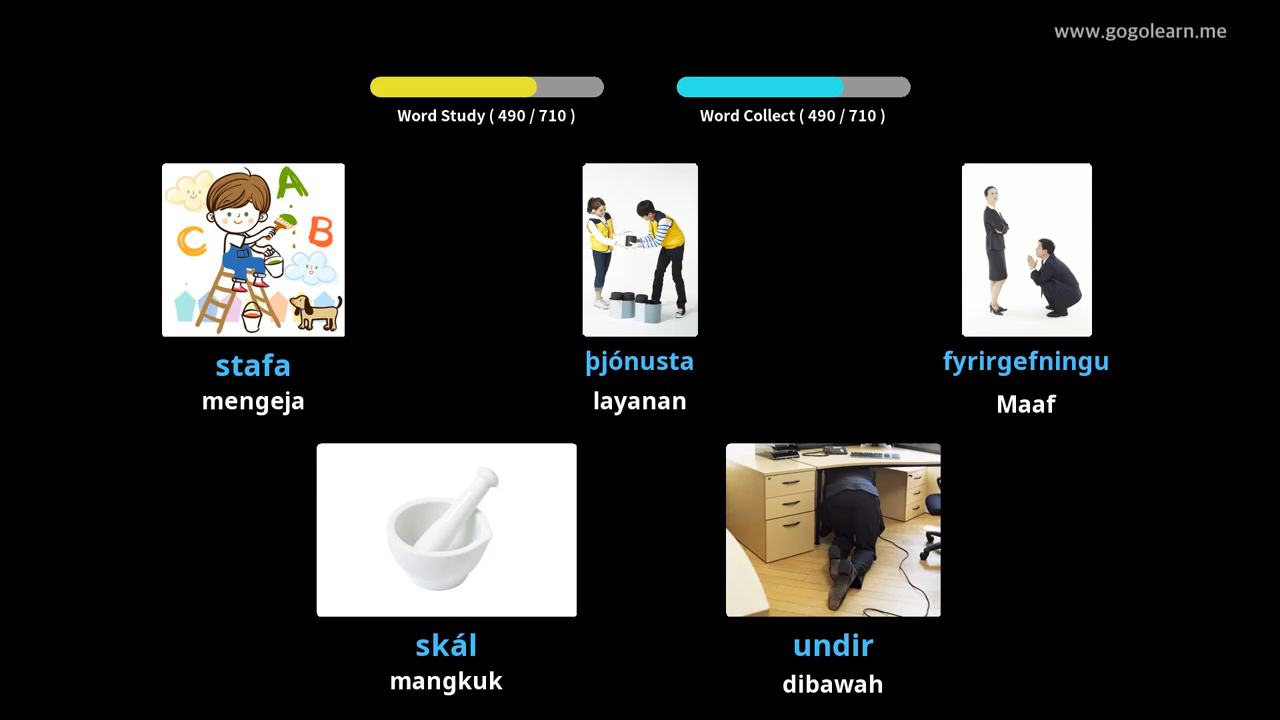 www.gogolearn.me
Word Study ( 490 / 710 )
Word Collect ( 490 / 710 )
A
B
C
stafa
mengeja
þjónusta
layanan
fyrirgefningu
Maaf
skál
mangkuk
undir
dibawah